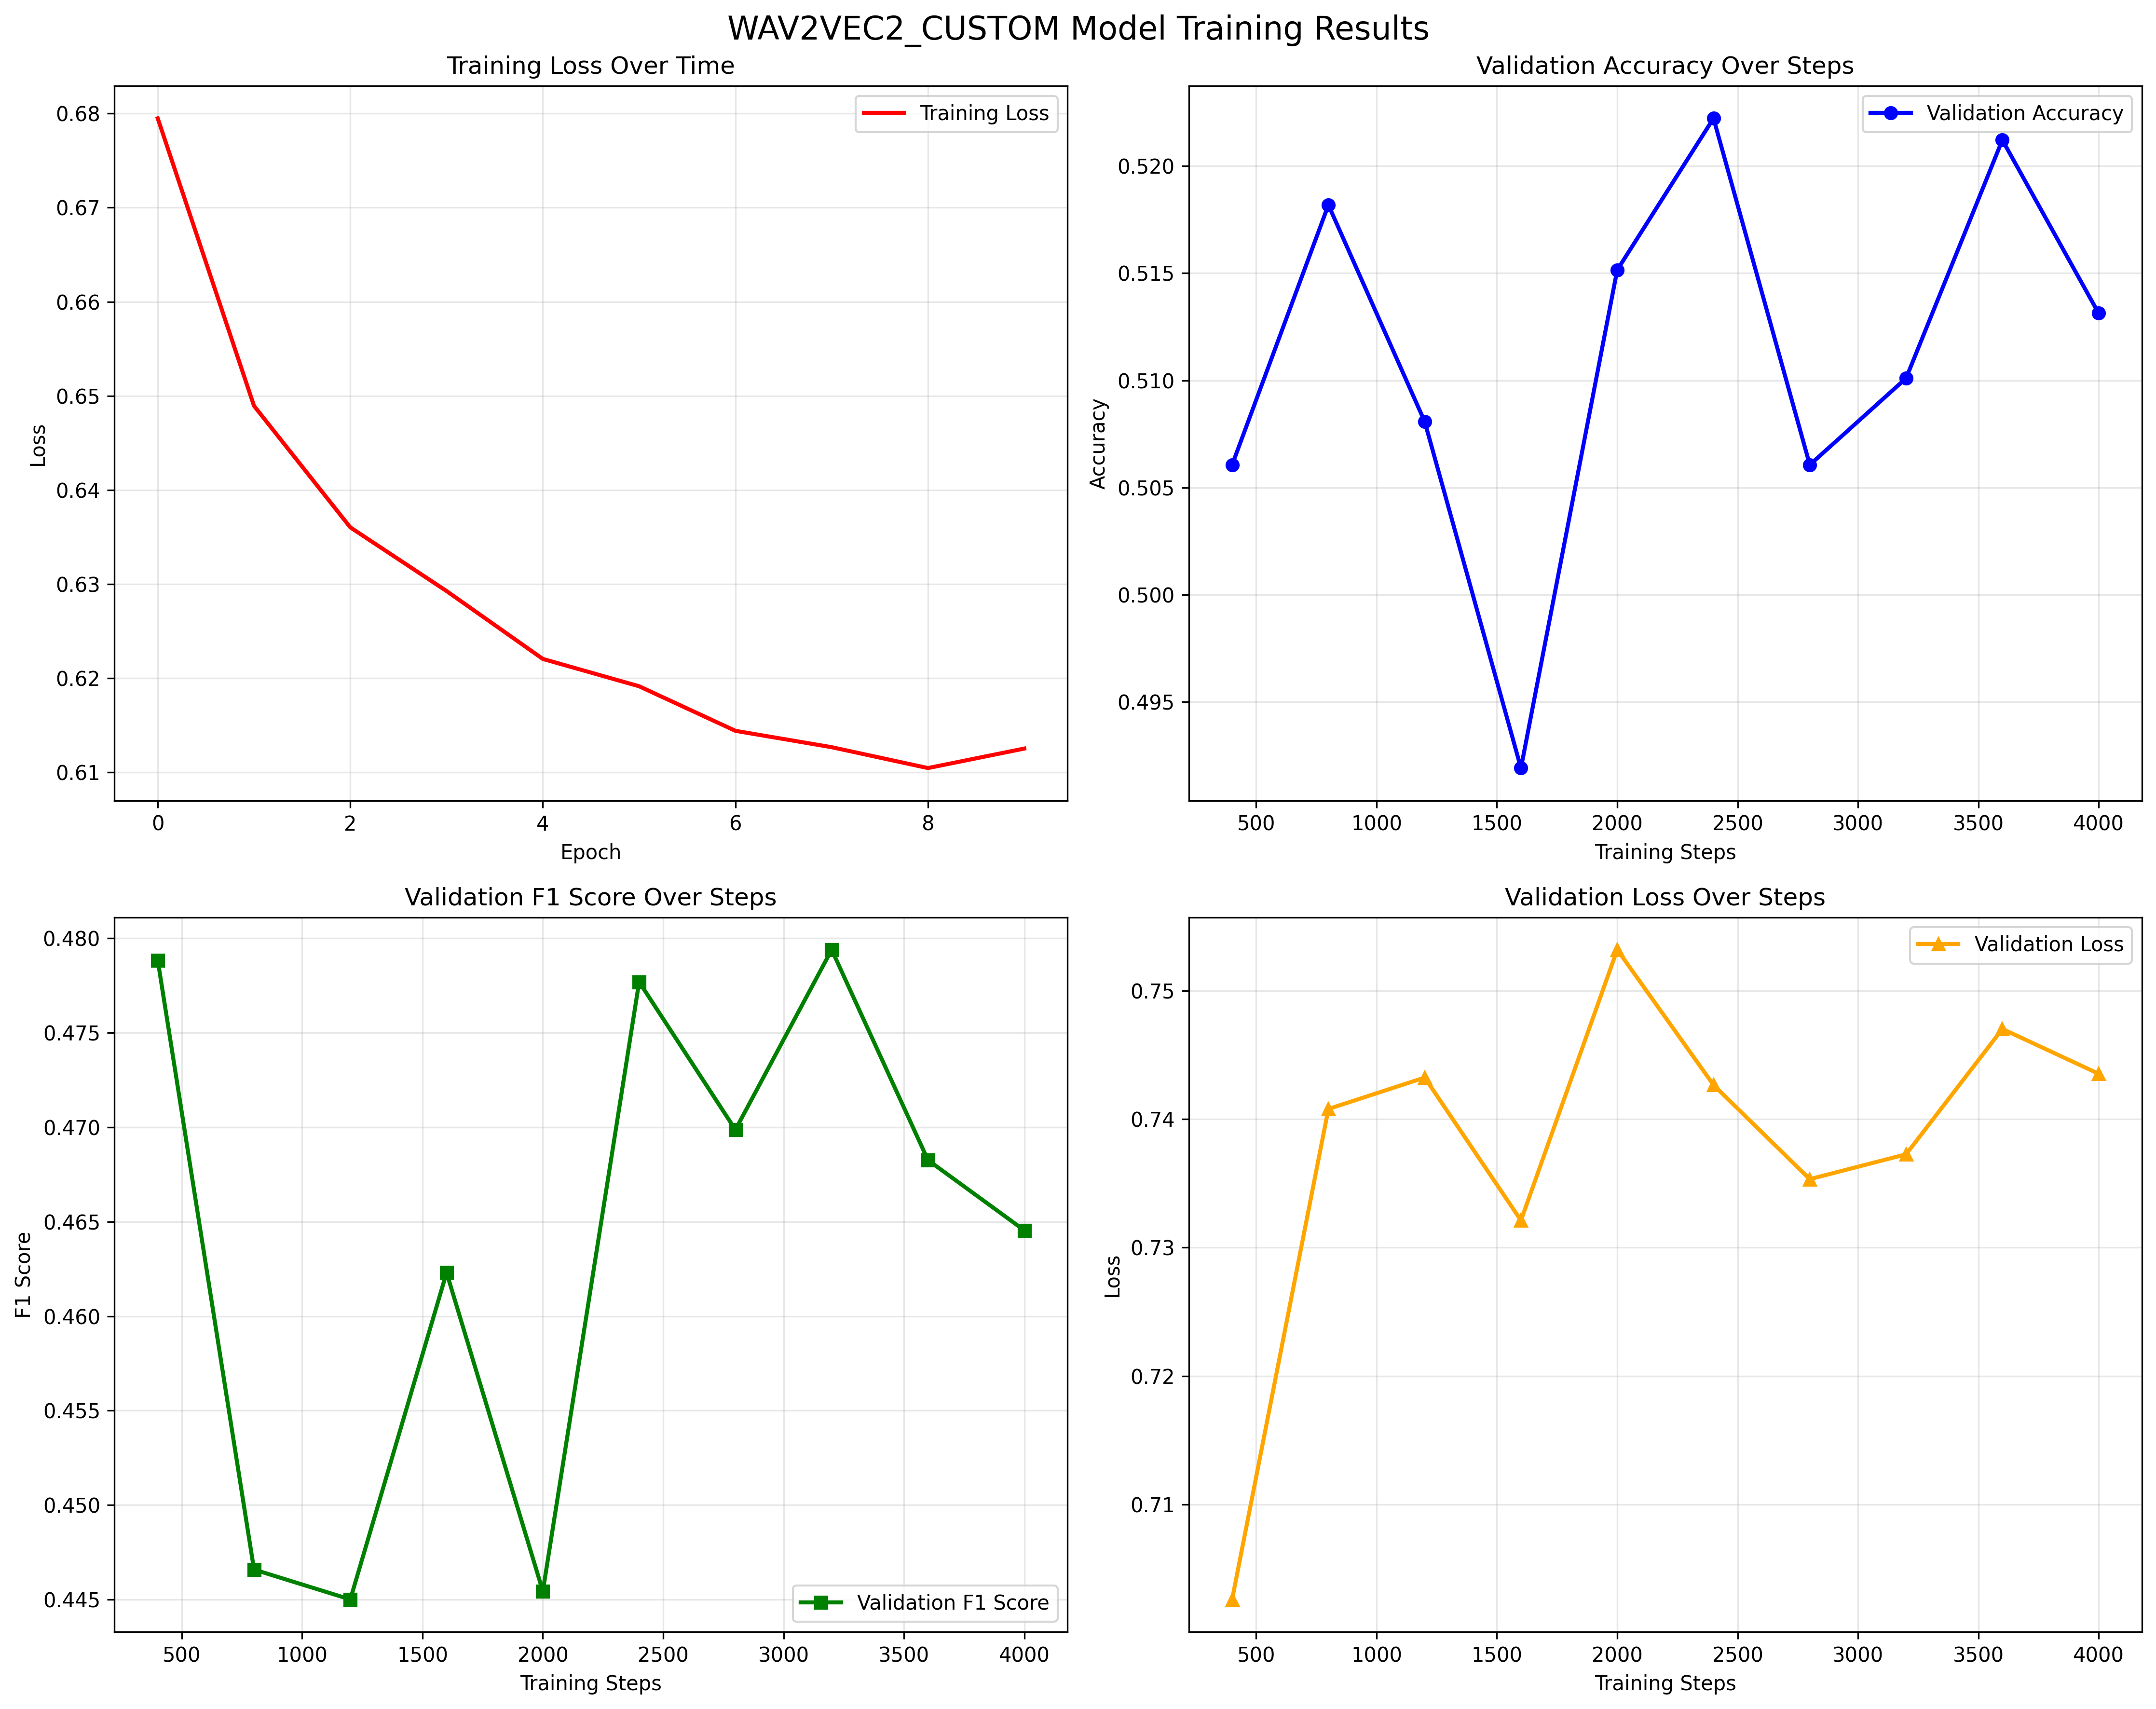 WAV2VEC2_CUSTOM Model Training Results
Training Loss Over Time
Training Loss
0.68
0.67
0.66
0.65
0.64
0.63
0.62
0.61
Loss
0 2 4 6 8
Epoch
Validation Accuracy Over Steps
Validation Accuracy
0.520
0.515
0.510
0.505
0.500
0.495
Accuracy
500 1000 1500 2000 2500 3000 3500 4000
Training Steps
Validation F1 Score Over Steps
0.480
0.475
0.470
0.465
0.460
0.455
0.450
0.445
F1 Score
Validation F1 Score
500 1000 1500 2000 2500 3000 3500 4000
Training Steps
Validation Loss Over Steps
Validation Loss
0.75
0.74
0.73
0.72
0.71
Loss
500 1000 1500 2000 2500 3000 3500 4000
Training Steps